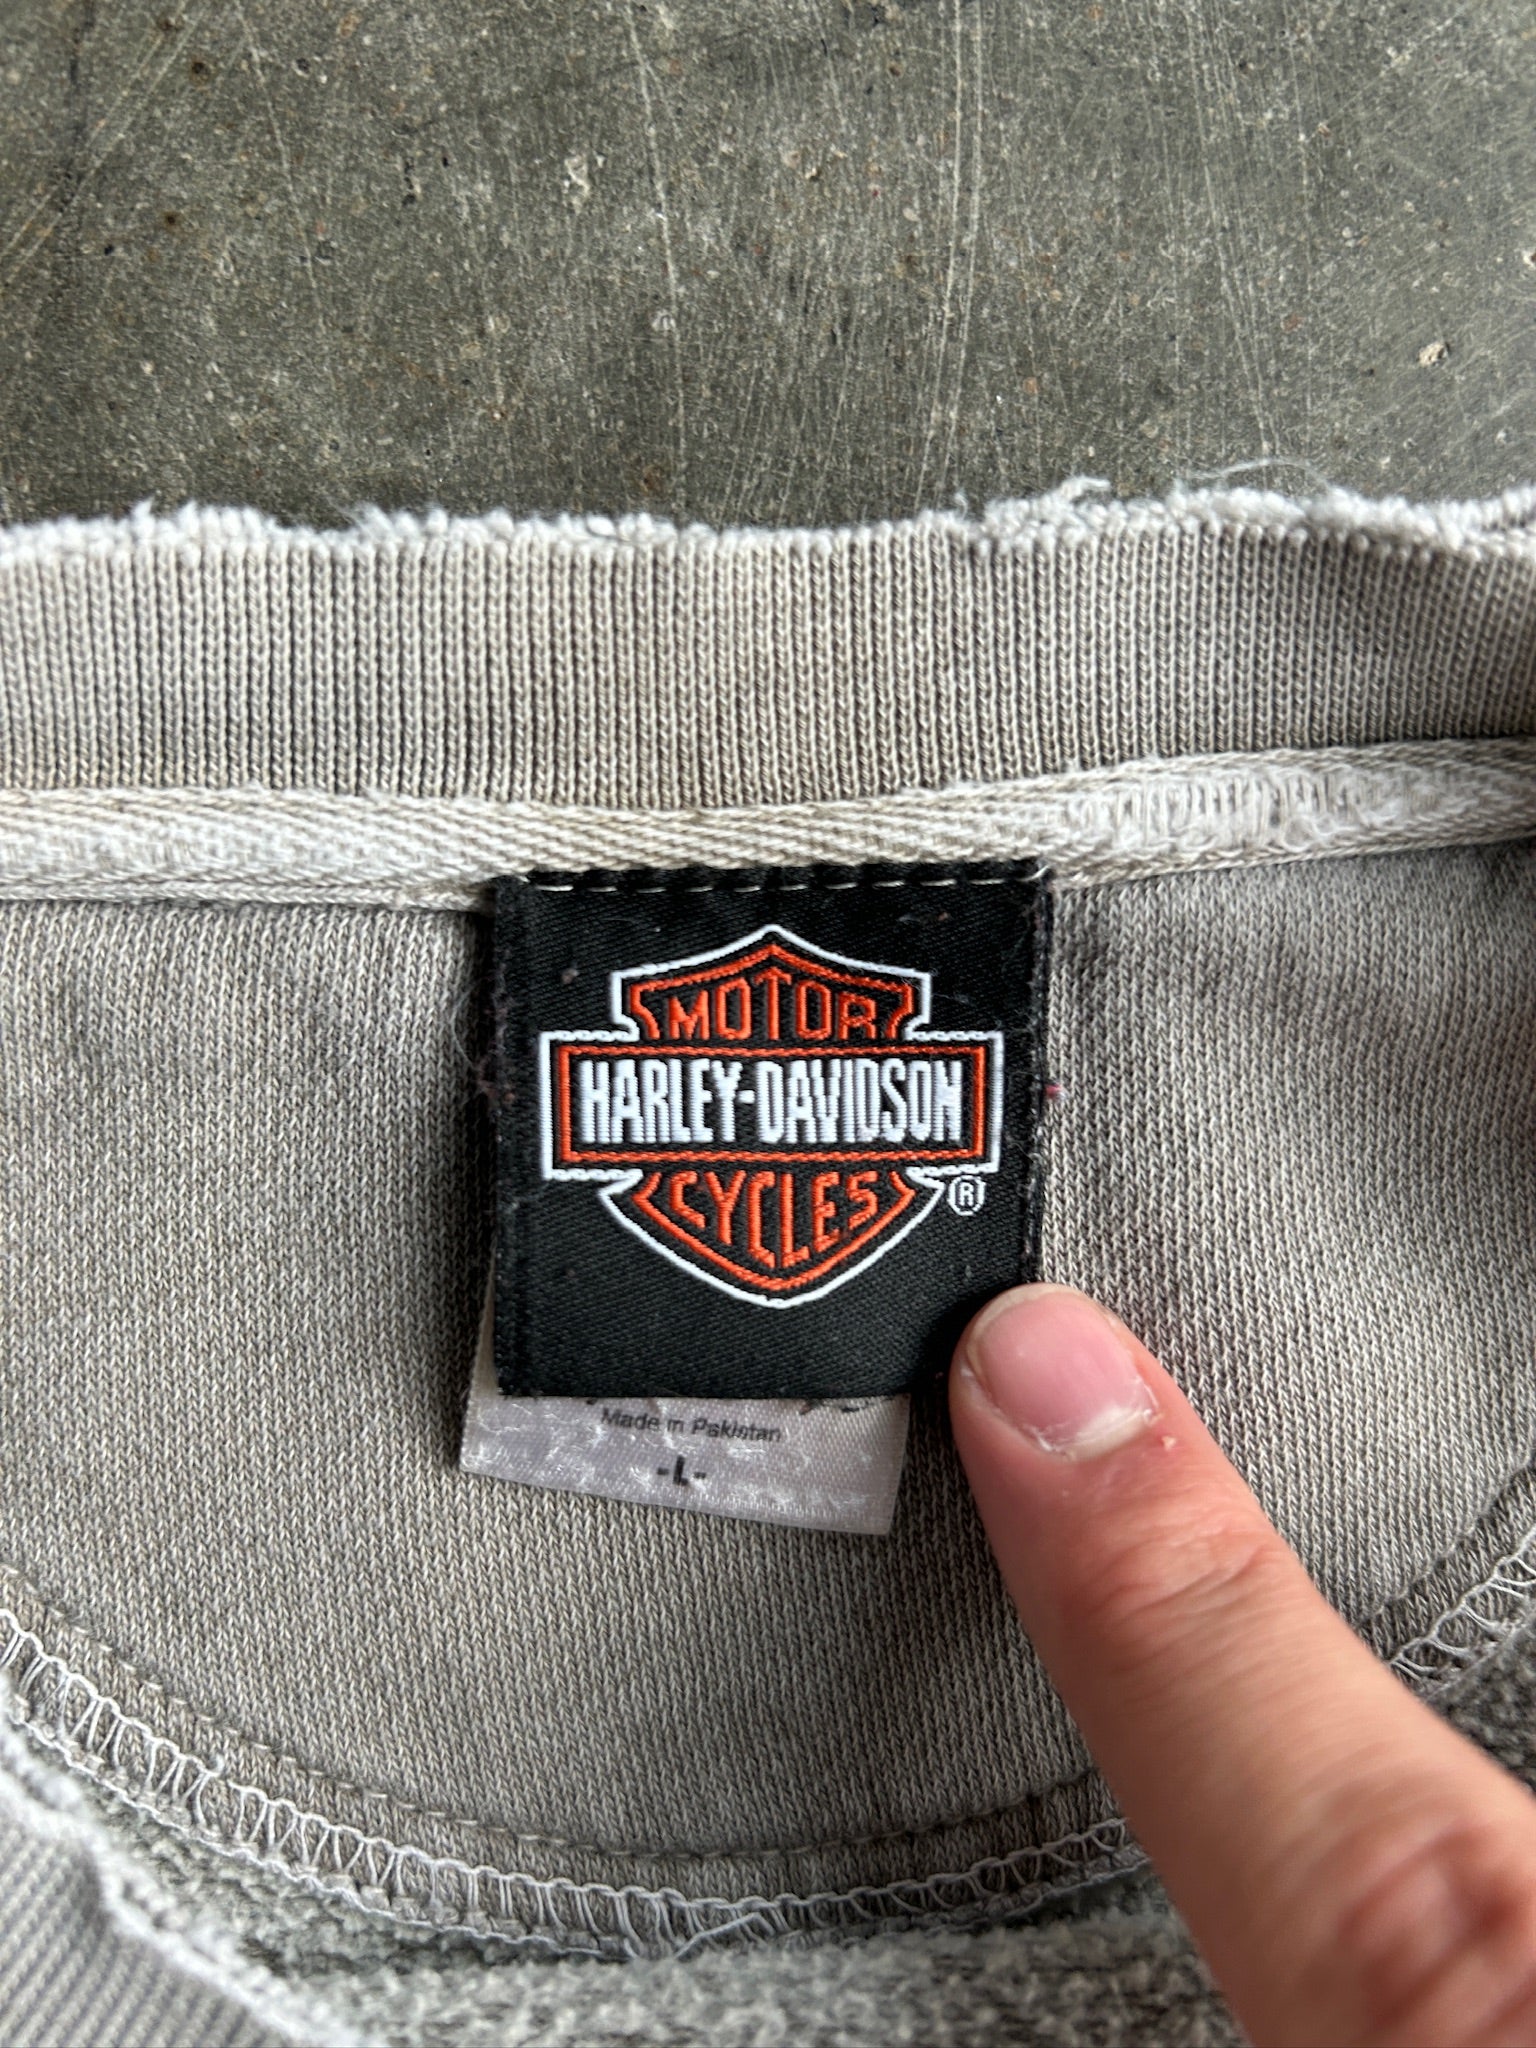 MOTOR
HARLEY-DAVIDSON
CYCLES
®
Made in Pakistan
-L-